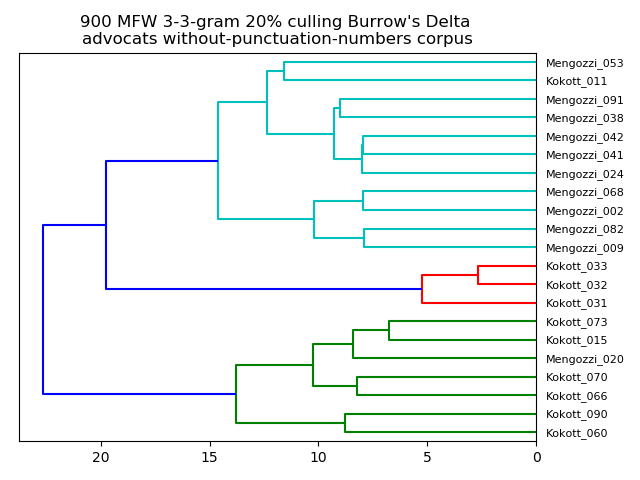 900 MFW 3-3-gram 20% culling Burrow's Delta
advocats without-punctuation-numbers corpus
Mengozzi_053
Kokott_011
Mengozzi_091
Mengozzi_038
Mengozzi_042
Mengozzi_041
Mengozzi_024
Mengozzi_068
Mengozzi_002
Mengozzi_082
Mengozzi_009
Kokott_033
Kokott_032
Kokott_031
Kokott_073
Kokott_015
Mengozzi_020
Kokott_070
Kokott_066
Kokott_090
Kokott_060
20 15 10 5 0